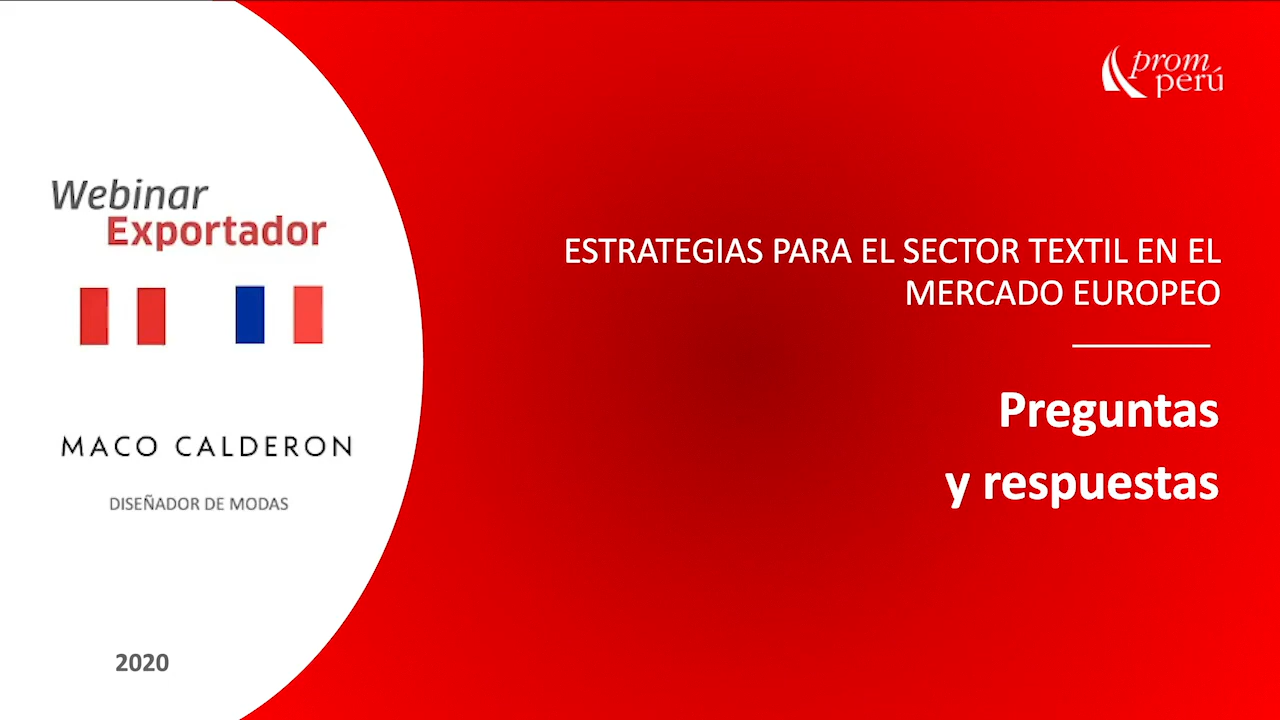 Webinar
Exportador
MACO CALDERON
DISEÑADOR DE MODAS
2020
prom
perú
ESTRATEGIAS PARA EL SECTOR TEXTIL EN EL
MERCADO EUROPEO
Preguntas
y respuestas